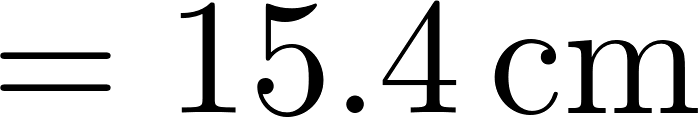 = 15.4 cm